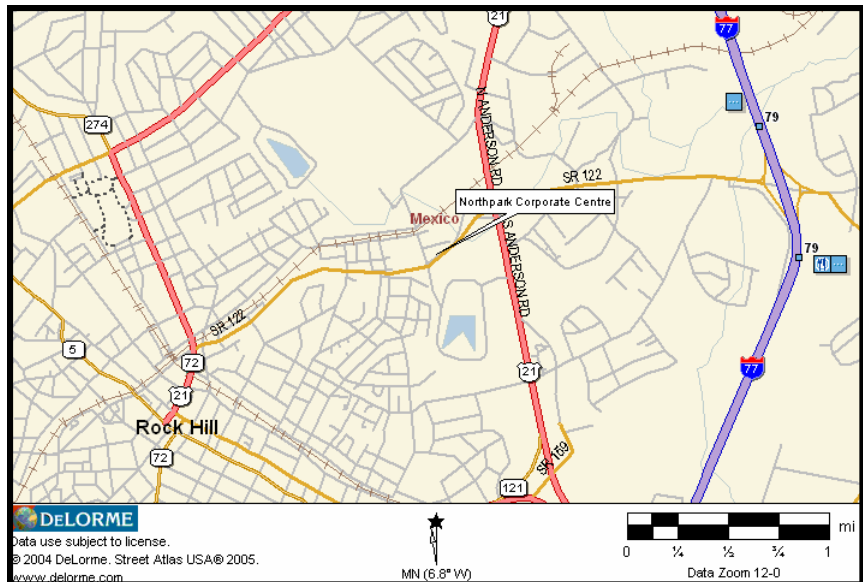 21
77
N ANDERSON RD
79
274
SR 122
Northpark Corporate Centre
Mexico
S ANDERSON RD
79
SR 122
5
72
21
77
21
Rock Hill
72
SR 159
121
DELORME
Data use subject to license.
© 2004 DeLorme. Street Atlas USA® 2005.
www.delorme.com
MN (6.8° W)
mi
0 ¼ ½ ¾ 1
Data Zoom 12-0